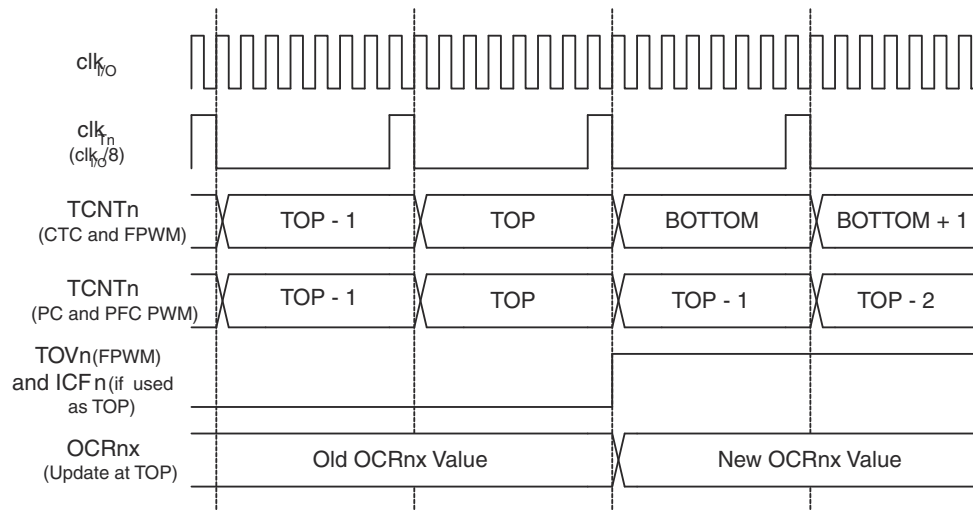 clkI/O
clkTn
(clkI/O/8)
TCNTn
(CTC and FPWM)
TOP - 1
TOP
BOTTOM
BOTTOM + 1
TCNTn
(PC and PFC PWM)
TOP - 1
TOP
TOP - 1
TOP - 2
TOVn(FPWM)
and ICFn(if used
as TOP)
OCRnx
(Update at TOP)
Old OCRnx Value
New OCRnx Value